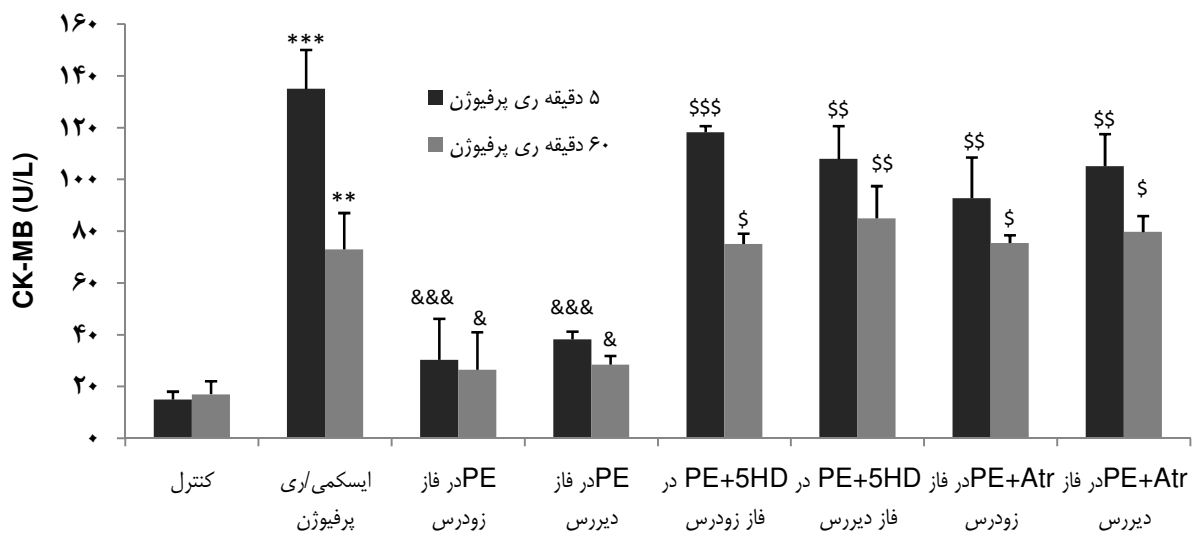 CK-MB (U/L)
۱۶۰
۱۴۰
۱۲۰
۱۰۰
۸۰
۶۰
۴۰
۲۰
۰
۵ دقیقه ری پرفیوژن
۶۰ دقیقه ری پرفیوژن
***
**
&&&
&
&&&
&
$$$
$
$$
$$
$$
$
$$
$
کنترل
ایسکمی/ری
پرفیوژن
PEدر فاز
زودرس
PEدر فاز
دیررس
PE+5HD در
فاز زودرس
PE+5HD در
فاز دیررس
PE+Atrدر فاز
زودرس
PE+Atrدر فاز
دیررس